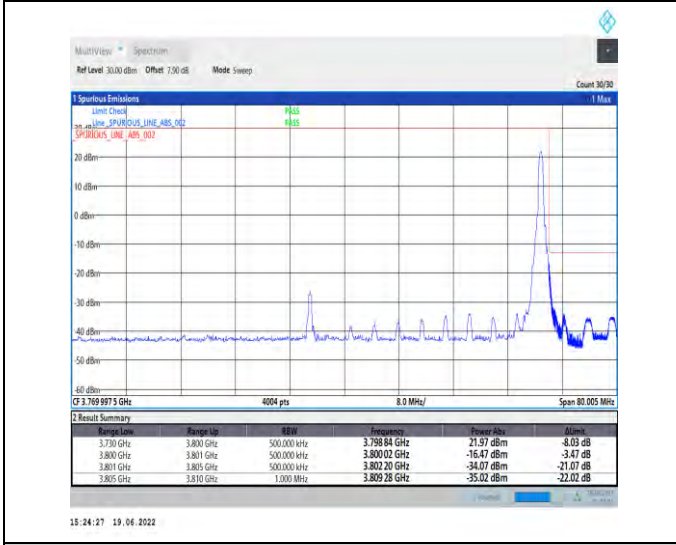 MultiView Spectrum
Ref Level 30.00 dBm Offset 7.90 dB Mode Sweep
Count 30/30
1 Spurious Emissions 1 Max
Limit Check PASS
Line _SPURIOUS_LINE_ABS_002 PASS
_SPURIOUS_LINE_ABS_002
20 dBm
10 dBm
0 dBm
-10 dBm
-20 dBm
-30 dBm
-40 dBm
-50 dBm
-60 dBm
CF 3.769 997 5 GHz 4004 pts 8.0 MHz/ Span 80.005 MHz
2 Result Summary
Range Low Range Up RBW Frequency Power Abs ΔLimit
3.730 GHz 3.800 GHz 500.000 kHz 3.798 84 GHz 21.97 dBm -8.03 dB
3.800 GHz 3.801 GHz 500.000 kHz 3.800 02 GHz -16.47 dBm -3.47 dB
3.801 GHz 3.805 GHz 500.000 kHz 3.802 20 GHz -34.07 dBm -21.07 dB
3.805 GHz 3.810 GHz 1.000 MHz 3.809 28 GHz -35.02 dBm -22.02 dB
15:24:27 19.06.2022